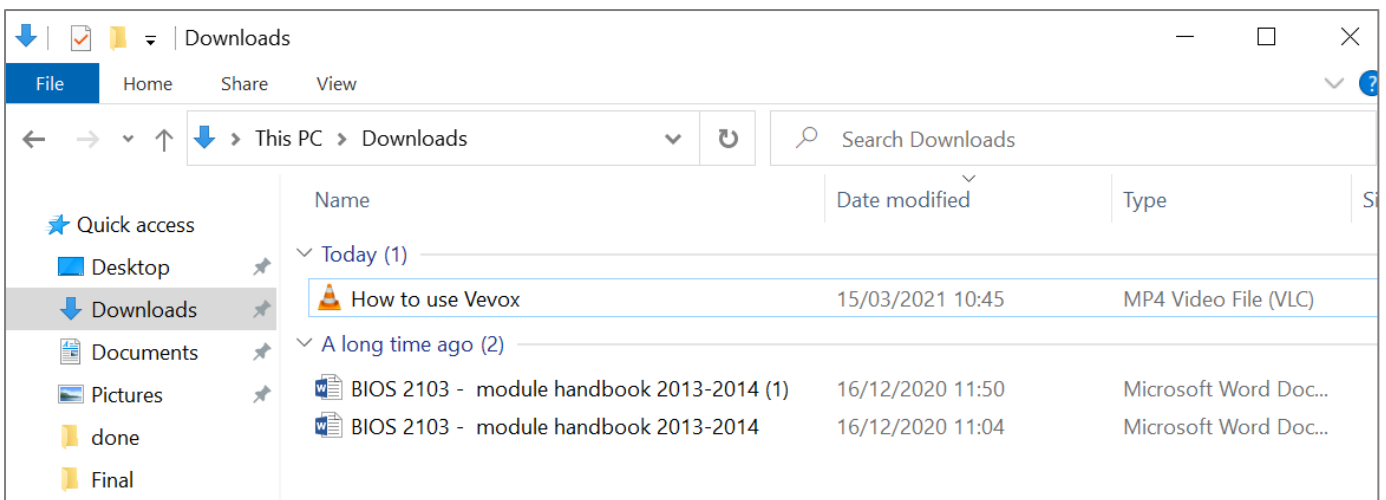 Downloads
File Home Share View ?
This PC Downloads Search Downloads
Name Date modified Type Si
Quick access
Today (1)
Desktop
How to use Vevox 15/03/2021 10:45 MP4 Video File (VLC)
Downloads
A long time ago (2)
Documents
BIOS 2103 - module handbook 2013-2014 (1) 16/12/2020 11:50 Microsoft Word Doc...
Pictures
BIOS 2103 - module handbook 2013-2014 16/12/2020 11:04 Microsoft Word Doc...
done
Final